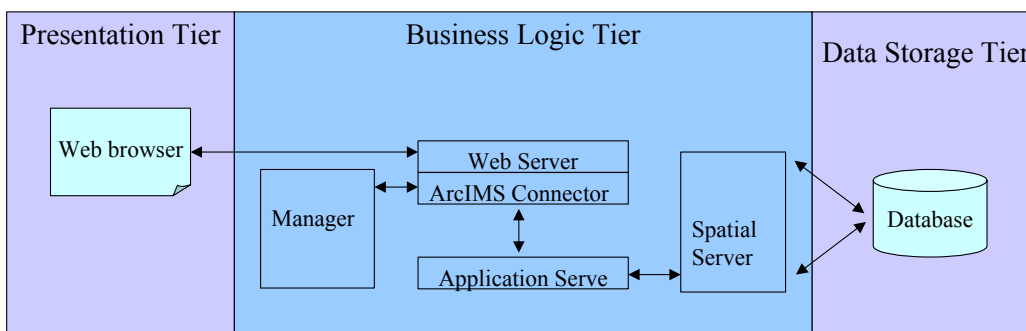 Presentation Tier
Business Logic Tier
Data Storage Tier
Web browser
Web Server
ArcIMS Connector
Manager
Application Serve
Spatial
Server
Database